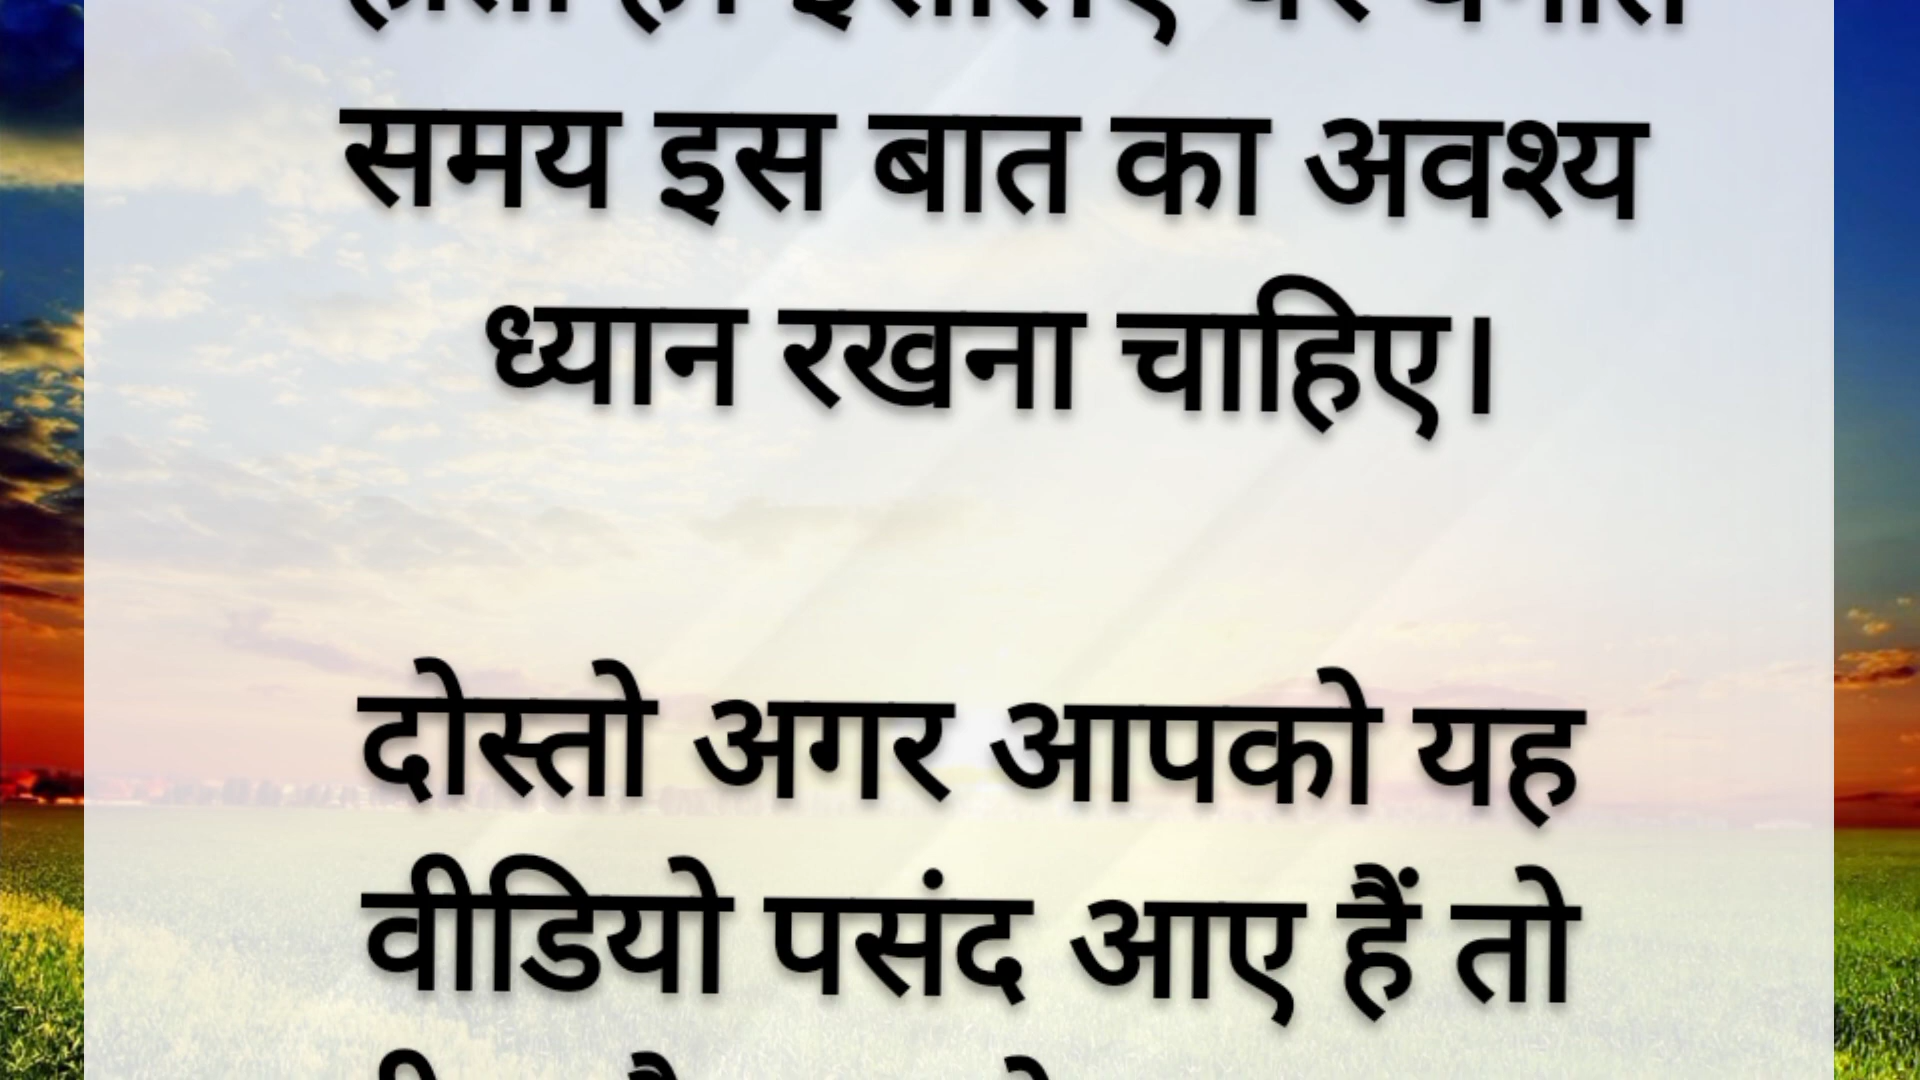 समय इस बात का अवश्य
ध्यान रखना चाहिए।
दोस्तो अगर आपको यह
वीडियो पसंद आए हैं तो